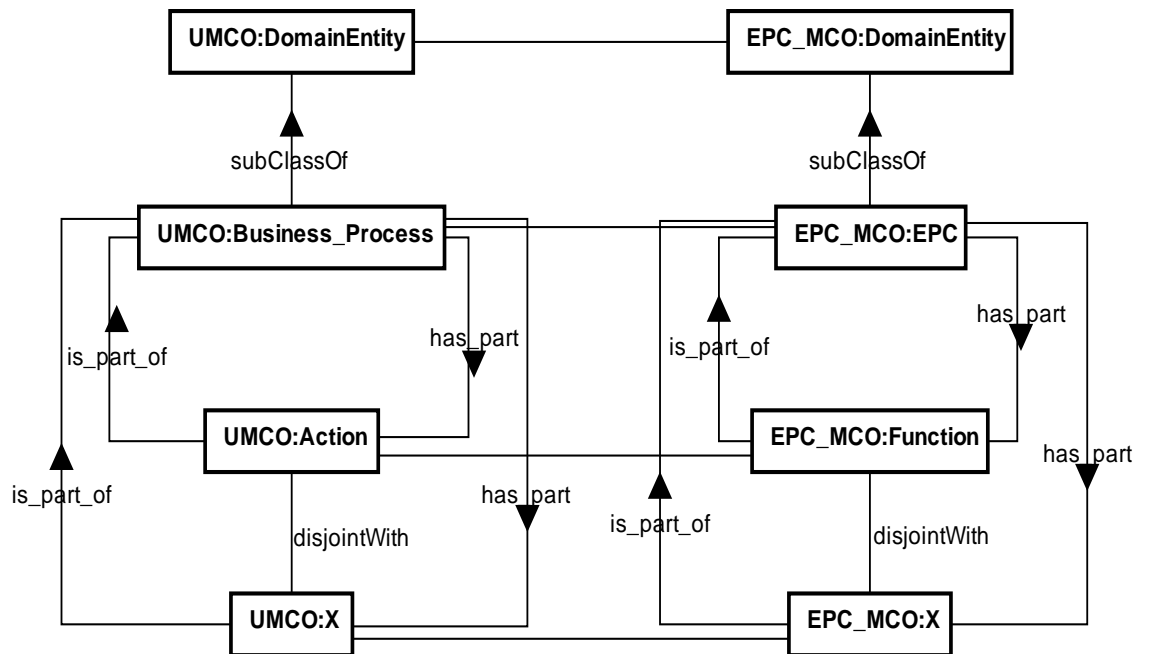 UMCO:DomainEntity
EPC_MCO:DomainEntity
subClassOf
subClassOf
UMCO:Business_Process
EPC_MCO:EPC
has_part
has_part
is_part_of
is_part_of
UMCO:Action
EPC_MCO:Function
has_part
is_part_of
has_part
is_part_of
disjointWith
disjointWith
UMCO:X
EPC_MCO:X